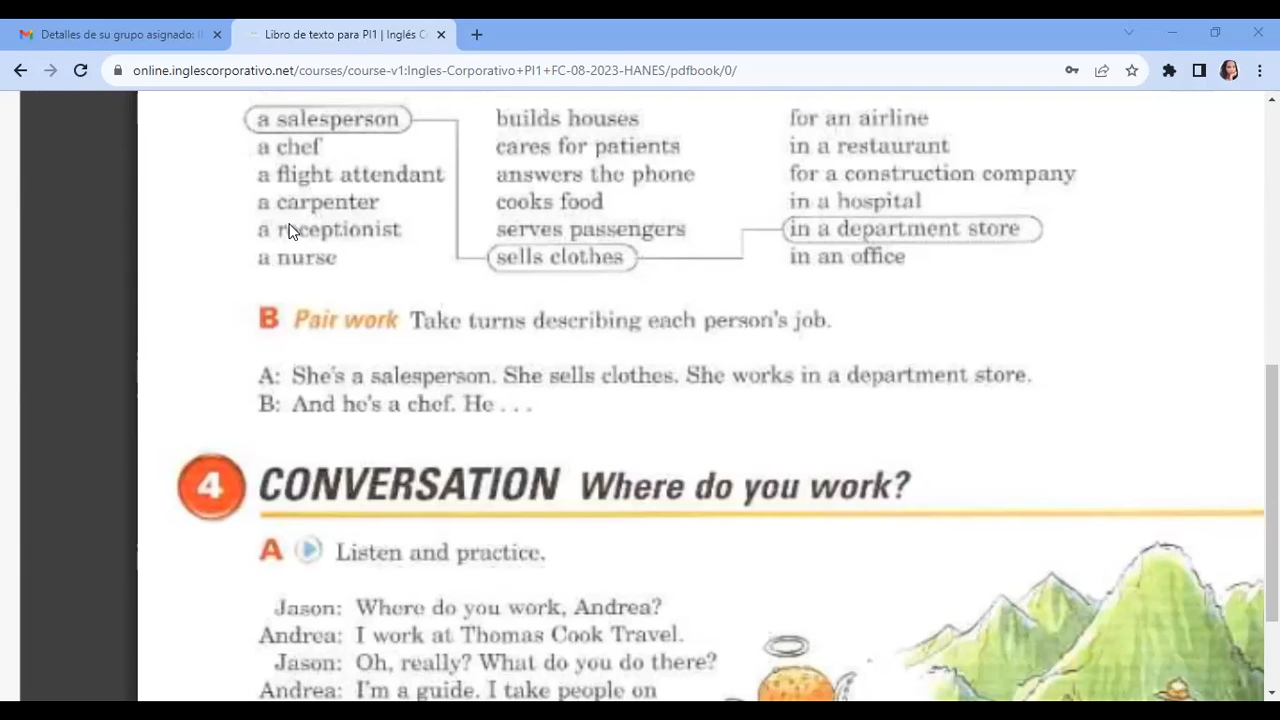 Detalles de su grupo asignado: I
Libro de texto para PI1 | Inglés C
online.inglescorporativo.net/courses/course-v1:Ingles-Corporativo+PI1+FC-08-2023-HANES/pdfbook/0/
a salesperson builds houses for an airline
a chef cares for patients in a restaurant
a flight attendant answers the phone for a construction company
a carpenter cooks food in a hospital
a receptionist serves passengers in a department store
a nurse sells clothes in an office
B Pair work Take turns describing each person's job.
A: She's a salesperson. She sells clothes. She works in a department store.
B: And he's a chef. He . . .
4 CONVERSATION Where do you work?
A Listen and practice.
Jason: Where do you work, Andrea?
Andrea: I work at Thomas Cook Travel.
Jason: Oh, really? What do you do there?
Andrea: I'm a guide. I take people on